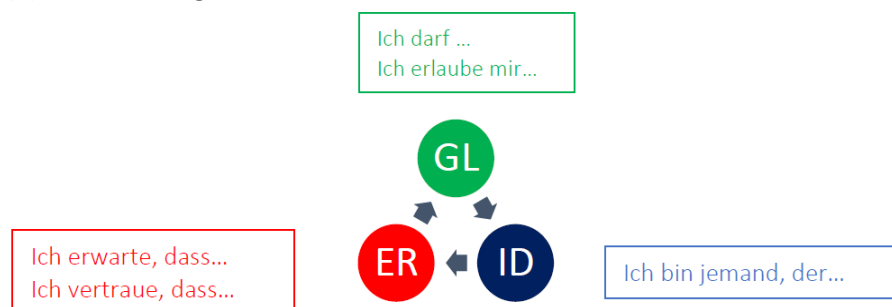 Ich darf ...
Ich erlaube mir...
GL
ER
ID
Ich erwarte, dass...
Ich vertraue, dass...
Ich bin jemand, der...